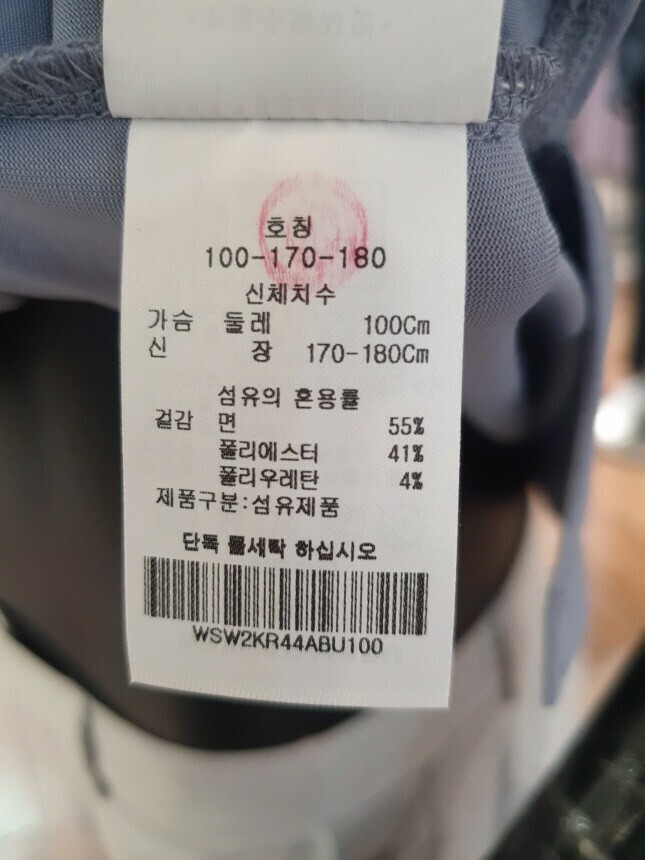 호칭
100-170-180
신체치수
가슴 둘레 100Cm
신 장 170-180Cm
섬유의 혼용률
겉감 면 55%
폴리에스터 41%
폴리우레탄 4%
제품구분:섬유제품
단독 물세탁 하십시오
WSW2KR44ABU100